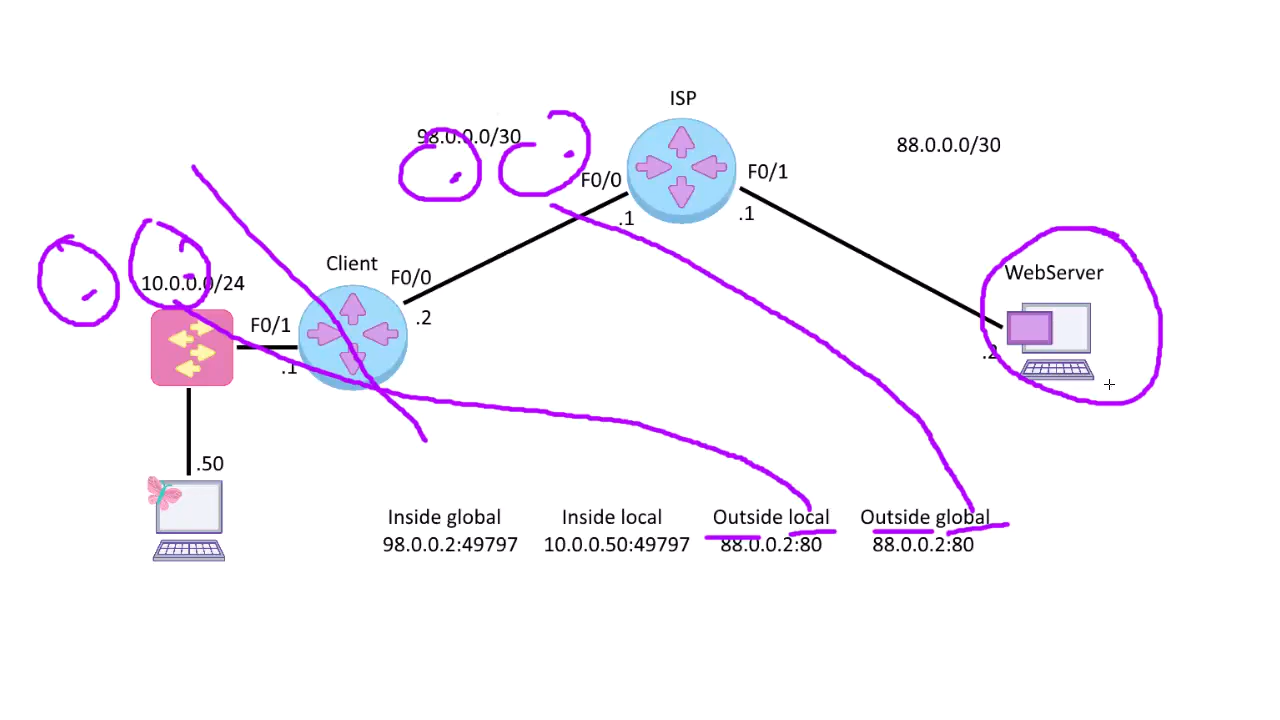 ISP
98.0.0.0/30
88.0.0.0/30
F0/0
F0/1
.1
.1
Client
F0/0
WebServer
10.0.0.0/24
F0/1
.2
.1
.2
.50
Inside global Inside local Outside local Outside global
98.0.0.2:49797 10.0.0.50:49797 88.0.0.2:80 88.0.0.2:80